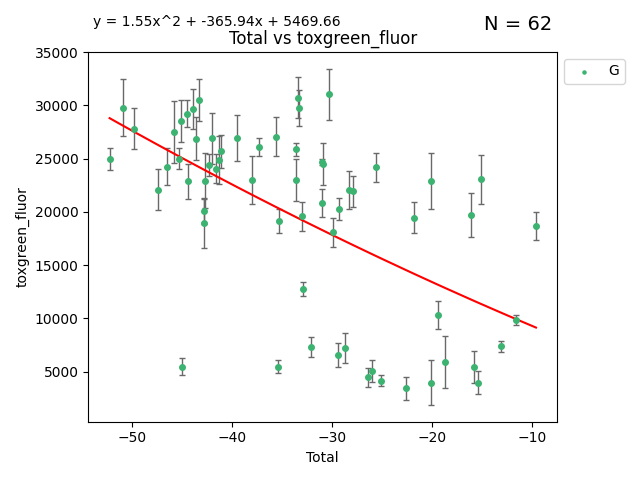 y = 1.55x^2 + -365.94x + 5469.66
N = 62
Total vs toxgreen_fluor
35000
30000
25000
20000
15000
10000
5000
toxgreen_fluor
−50
−40
−30
−20
−10
Total
G